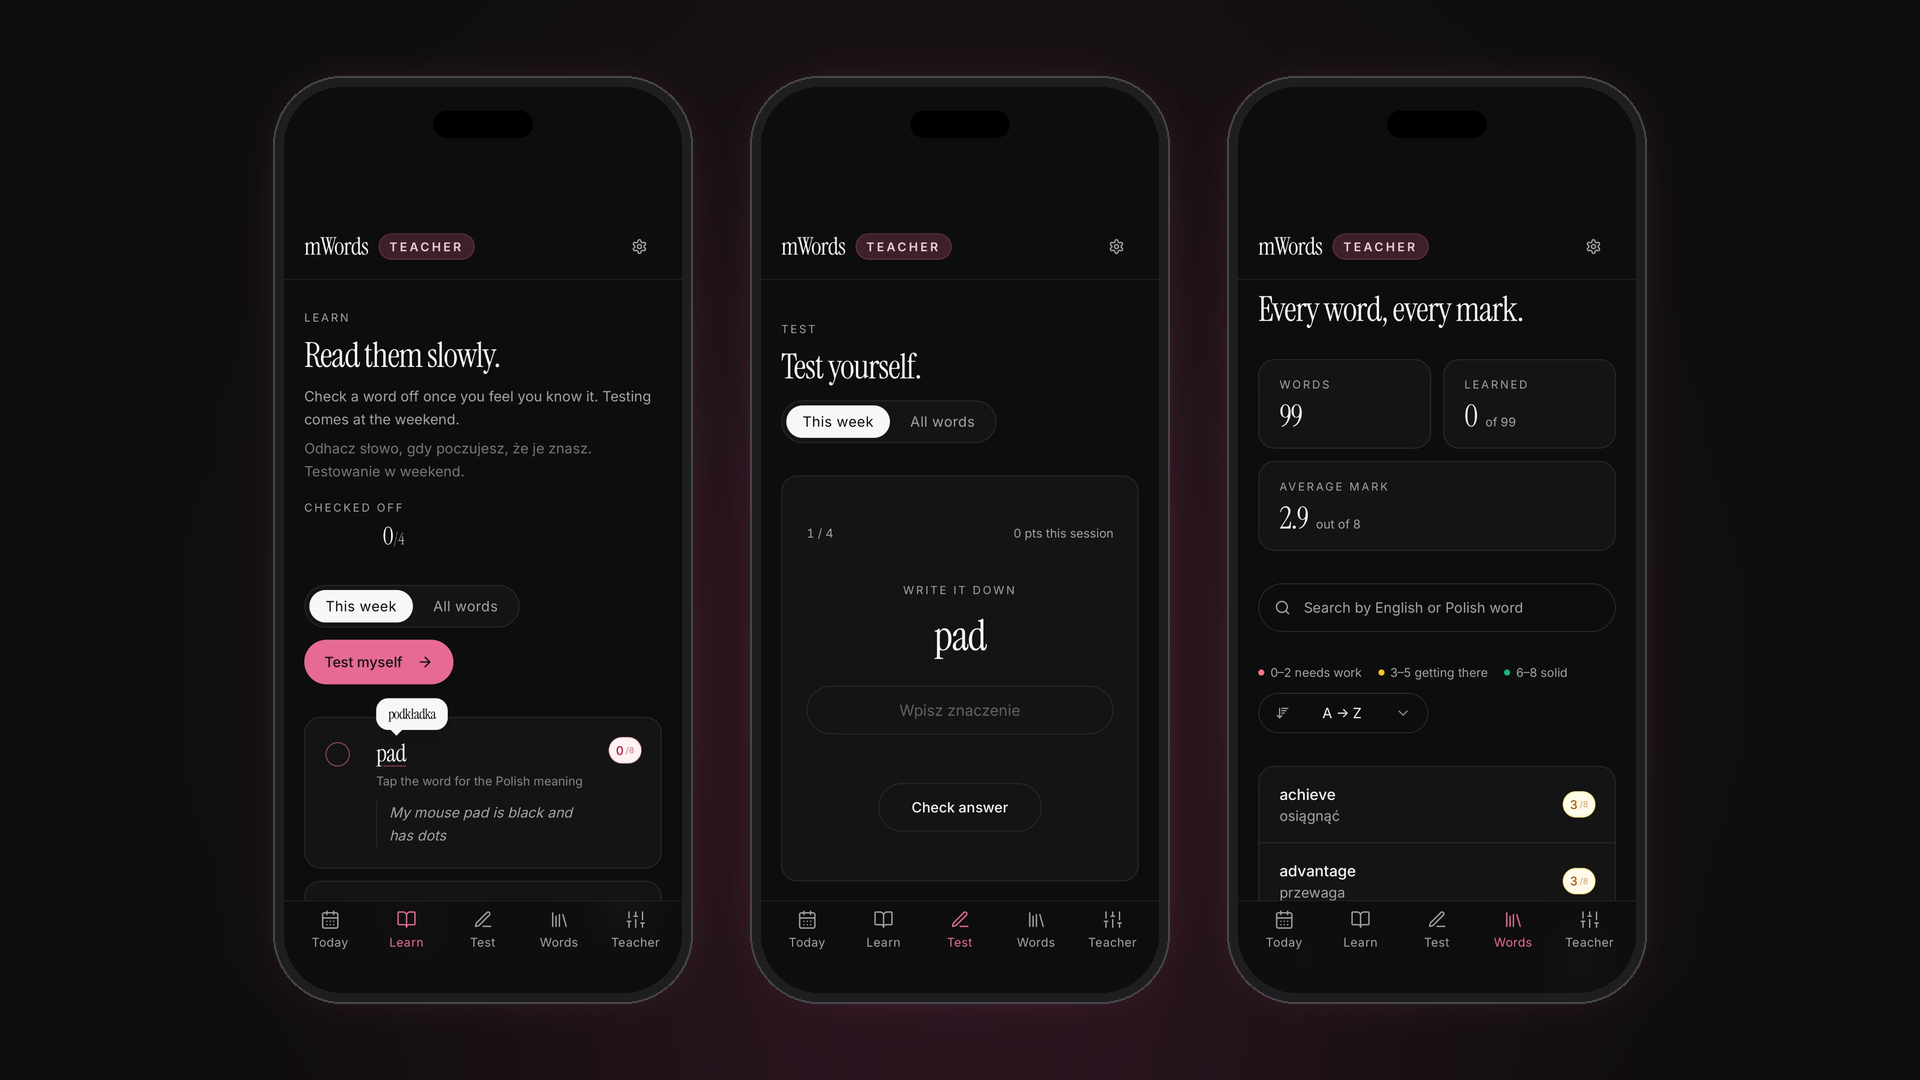 mWords TEACHER
LEARN
Read them slowly.
Check a word off once you feel you know it. Testing
comes at the weekend.
Odhacz słowo, gdy poczujesz, że je znasz.
Testowanie w weekend.
CHECKED OFF
0/4
This week All words
Test myself →
podkładka
pad
0/8
Tap the word for the Polish meaning
My mouse pad is black and
has dots
Today Learn Test Words Teacher
mWords TEACHER
TEST
Test yourself.
This week All words
1 / 4 0 pts this session
WRITE IT DOWN
pad
Wpisz znaczenie
Check answer
Today Learn Test Words Teacher
mWords TEACHER
Every word, every mark.
WORDS
99
LEARNED
0 of 99
AVERAGE MARK
2.9 out of 8
Search by English or Polish word
0–2 needs work 3–5 getting there 6–8 solid
A → Z
achieve
osiągnąć
3/8
advantage
przewaga
3/8
Today Learn Test Words Teacher